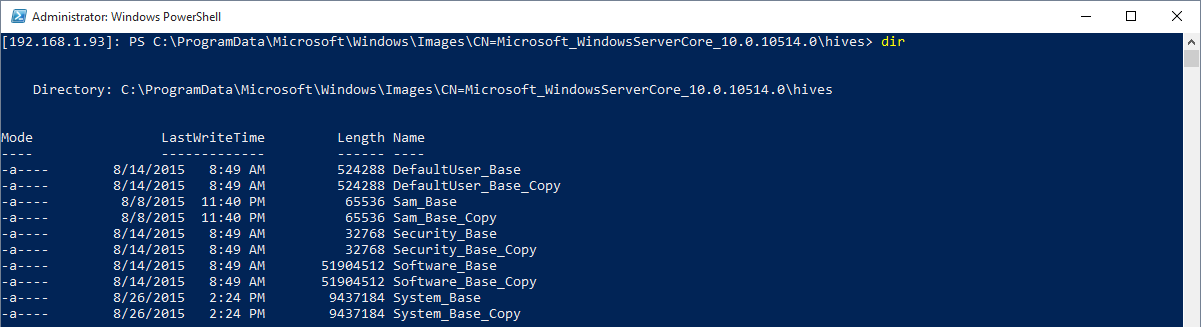 Administrator: Windows PowerShell
[192.168.1.93]: PS C:\ProgramData\Microsoft\Windows\Images\CN=Microsoft_WindowsServerCore_10.0.10514.0\hives> dir
Directory: C:\ProgramData\Microsoft\Windows\Images\CN=Microsoft_WindowsServerCore_10.0.10514.0\hives
Mode                LastWriteTime         Length Name
----                -------------         ------ ----
-a----        8/14/2015   8:49 AM         524288 DefaultUser_Base
-a----        8/14/2015   8:49 AM         524288 DefaultUser_Base_Copy
-a----         8/8/2015  11:40 PM          65536 Sam_Base
-a----         8/8/2015  11:40 PM          65536 Sam_Base_Copy
-a----        8/14/2015   8:49 AM          32768 Security_Base
-a----        8/14/2015   8:49 AM          32768 Security_Base_Copy
-a----        8/14/2015   8:49 AM       51904512 Software_Base
-a----        8/14/2015   8:49 AM       51904512 Software_Base_Copy
-a----        8/26/2015   2:24 PM        9437184 System_Base
-a----        8/26/2015   2:24 PM        9437184 System_Base_Copy